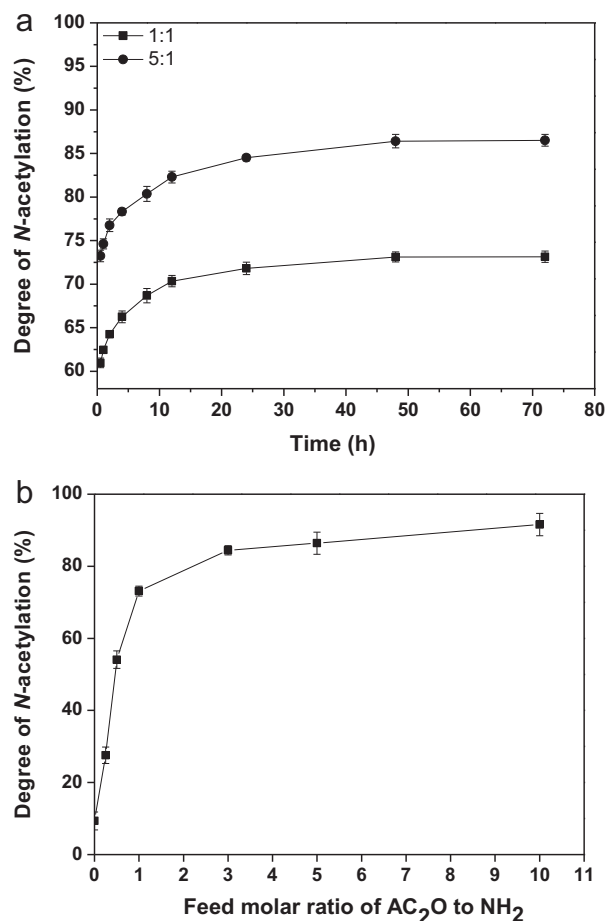 a
1:1
5:1
100
95
90
85
80
75
70
65
60
0 10 20 30 40 50 60 70 80
Degree of N-acetylation (%)
Time (h)
b
100
80
60
40
20
0
0 1 2 3 4 5 6 7 8 9 10 11
Degree of N-acetylation (%)
Feed molar ratio of AC₂O to NH₂